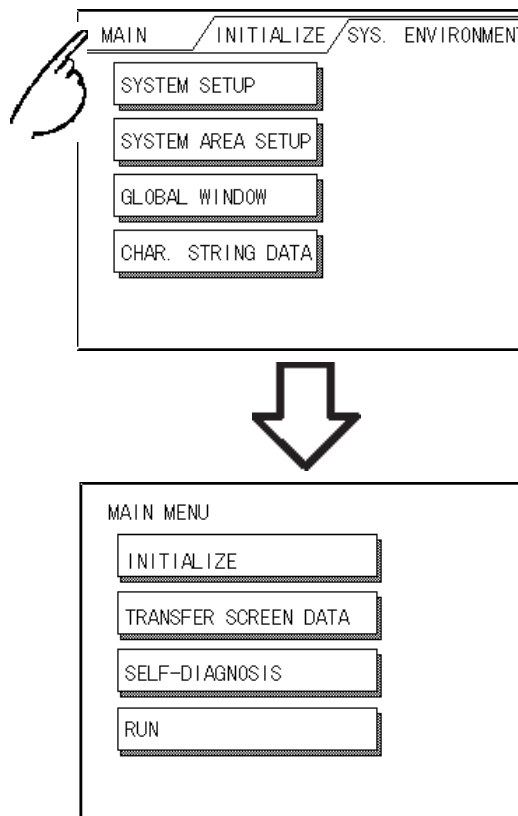 MAIN INITIALIZE SYS. ENVIRONMENT
SYSTEM SETUP
SYSTEM AREA SETUP
GLOBAL WINDOW
CHAR. STRING DATA
MAIN MENU
INITIALIZE
TRANSFER SCREEN DATA
SELF-DIAGNOSIS
RUN